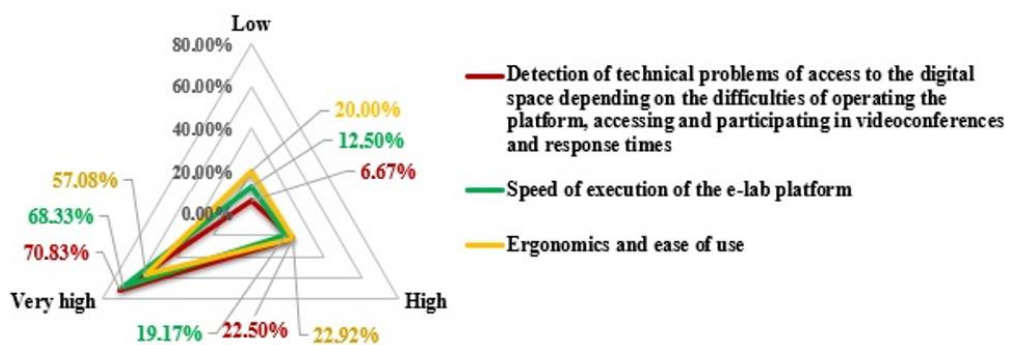 Low
80.00%
60.00%
40.00%
20.00%
0.00%
20.00%
12.50%
6.67%
57.08%
68.33%
70.83%
Very high
High
19.17%
22.50%
22.92%
Detection of technical problems of access to the digital
space depending on the difficulties of operating the
platform, accessing and participating in videoconferences
and response times
Speed of execution of the e-lab platform
Ergonomics and ease of use